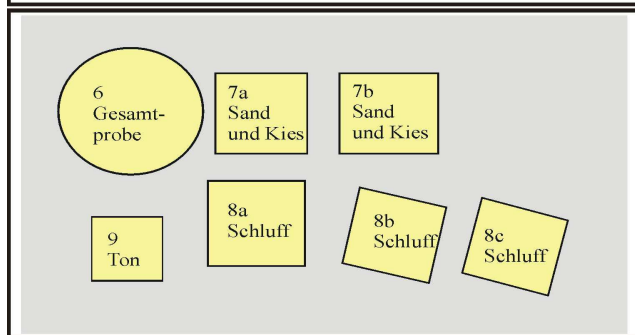 6
Gesamt-
probe
7a
Sand
und Kies
7b
Sand
und Kies
9
Ton
8a
Schluff
8b
Schluff
8c
Schluff